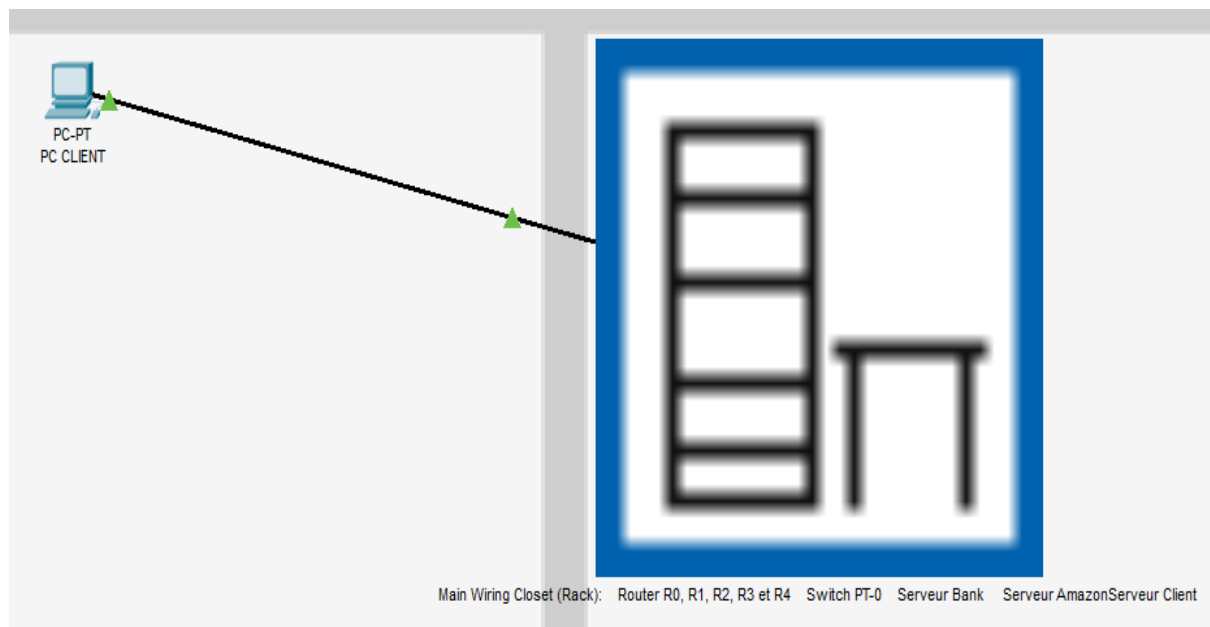 PC-PT
PC CLIENT
Main Wiring Closet (Rack): Router R0, R1, R2, R3 et R4 Switch PT-0 Serveur Bank Serveur AmazonServeur Client